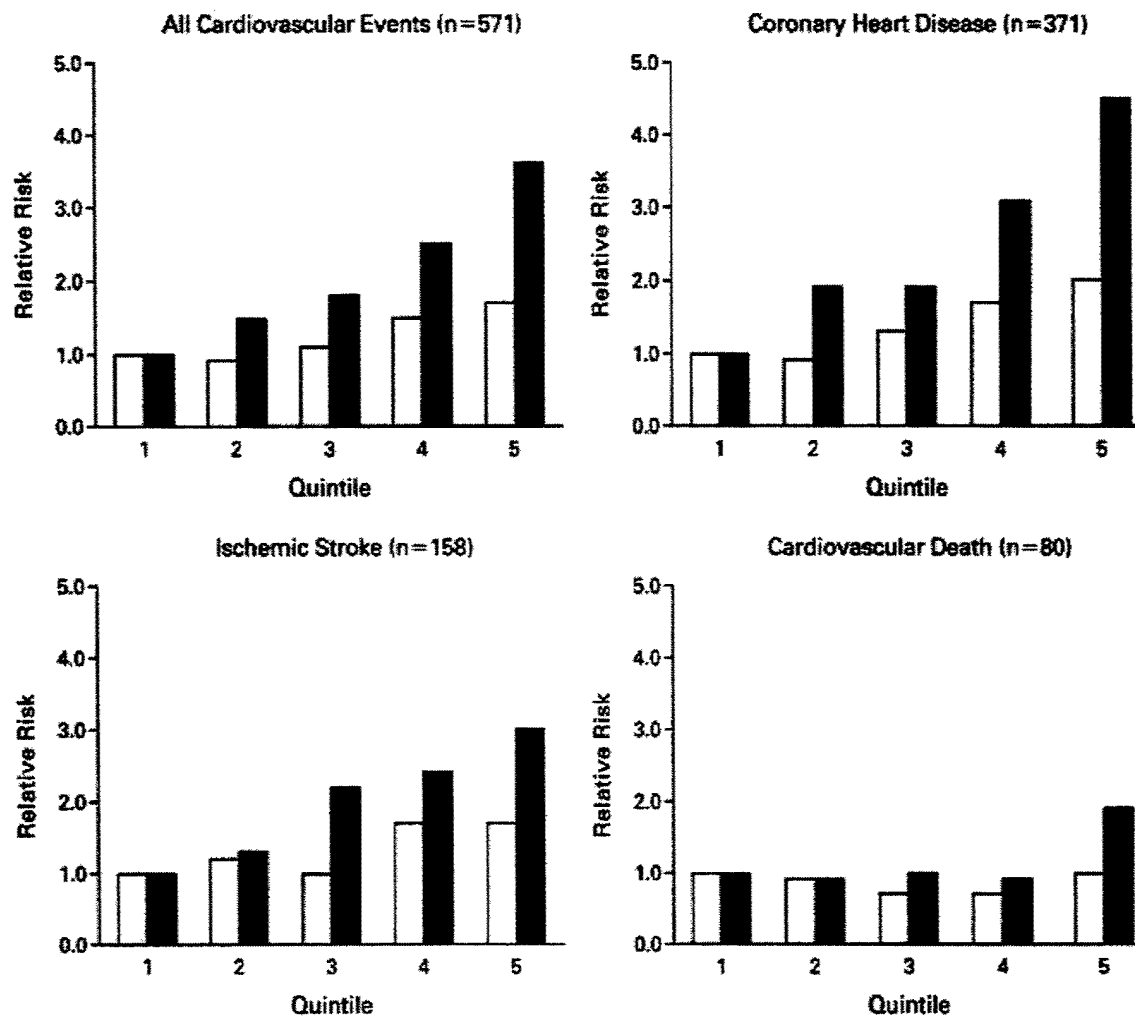 All Cardiovascular Events (n=571)
5.0
4.0
3.0
2.0
1.0
0.0
Relative Risk
1 2 3 4 5
Quintile
Coronary Heart Disease (n=371)
5.0
4.0
3.0
2.0
1.0
0.0
Relative Risk
1 2 3 4 5
Quintile
Ischemic Stroke (n=158)
5.0
4.0
3.0
2.0
1.0
0.0
Relative Risk
1 2 3 4 5
Quintile
Cardiovascular Death (n=80)
5.0
4.0
3.0
2.0
1.0
0.0
Relative Risk
1 2 3 4 5
Quintile